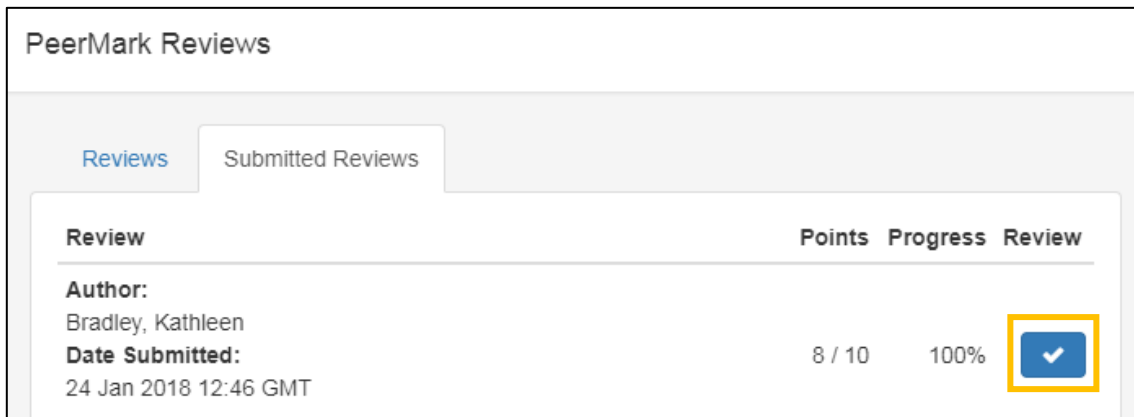 PeerMark Reviews
Reviews Submitted Reviews
Review Points Progress Review
Author:
Bradley, Kathleen
Date Submitted:
8 / 10 100%
24 Jan 2018 12:46 GMT